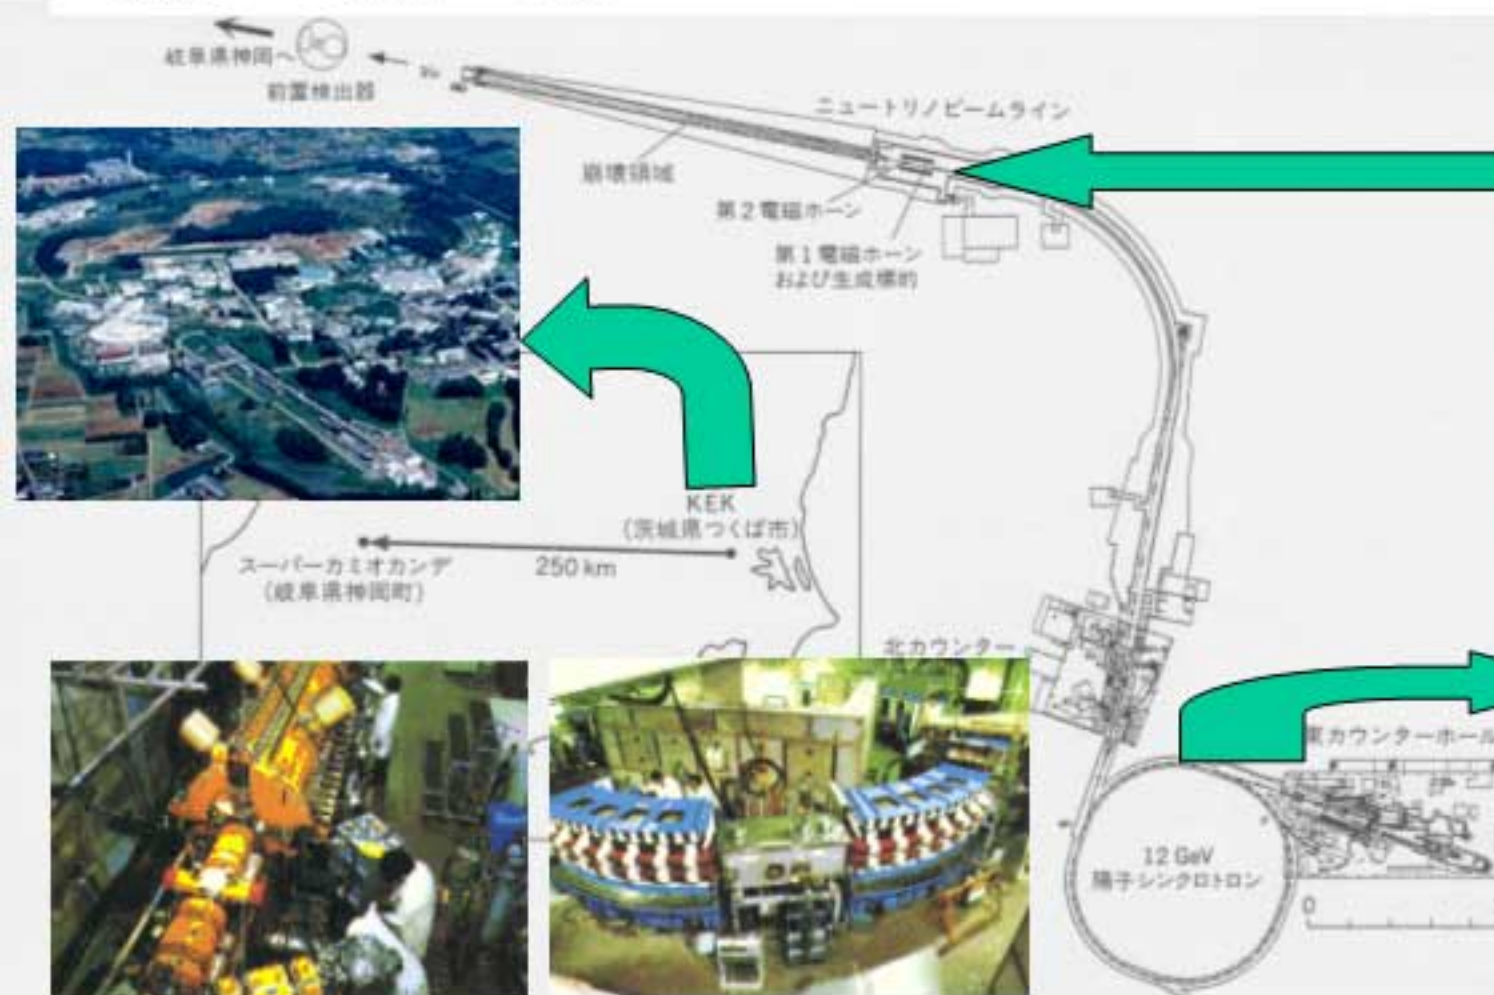 岐阜県神岡へ
前置検出器
ニュートリノビームライン
崩壊領域
第2電磁ホーン
第1電磁ホーン
および生成標的
KEK
(茨城県つくば市)
スーパーカミオカンデ
(岐阜県神岡町)
250 km
北カウンター
東カウンターホール
12 GeV
陽子シンクロトロン
0